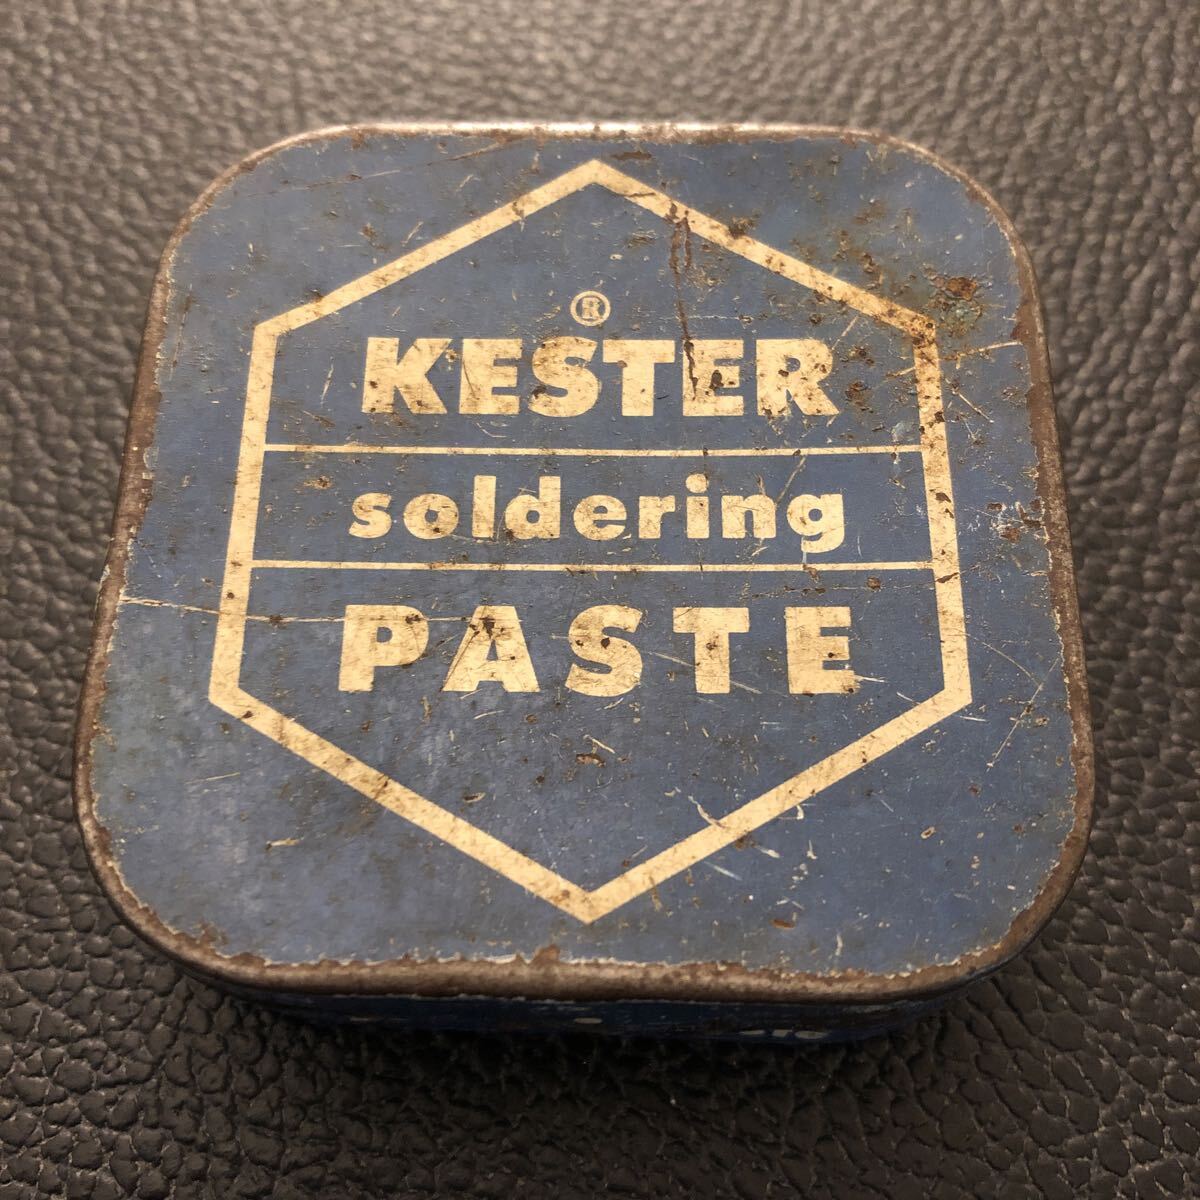 ®
KESTER
soldering
PASTE